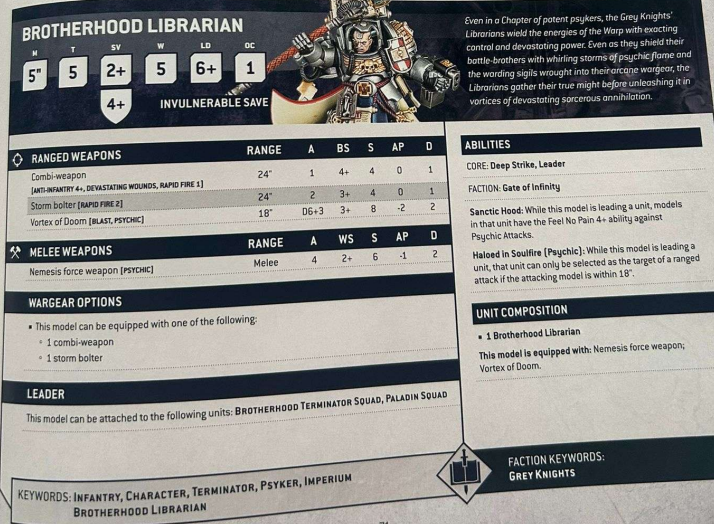 BROTHERHOOD LIBRARIAN
M T SV W LD OC
5" 5 2+ 5 6+ 1
4+ INVULNERABLE SAVE
Even in a Chapter of potent psykers, the Grey Knights'
Librarians wield the energies of the Warp with exacting
control and devastating power. Even as they shield their
battle-brothers with whirling storms of psychic flame and
the warding sigils wrought into their arcane wargear, the
Librarians gather their true might before unleashing it in
vortices of devastating sorcerous annihilation.
RANGED WEAPONS RANGE A BS S AP D
Combi-weapon 24" 1 4+ 4 0 1
[ANTI-INFANTRY 4+, DEVASTATING WOUNDS, RAPID FIRE 1]
Storm bolter [RAPID FIRE 2] 24" 2 3+ 4 0 1
Vortex of Doom [BLAST, PSYCHIC] 18" D6+3 3+ 8 -2 2
MELEE WEAPONS RANGE A WS S AP D
Nemesis force weapon [PSYCHIC] Melee 4 2+ 6 -1 2
WARGEAR OPTIONS
▪ This model can be equipped with one of the following:
◦ 1 combi-weapon
◦ 1 storm bolter
LEADER
This model can be attached to the following units: BROTHERHOOD TERMINATOR SQUAD, PALADIN SQUAD
ABILITIES
CORE: Deep Strike, Leader
FACTION: Gate of Infinity
Sanctic Hood: While this model is leading a unit, models
in that unit have the Feel No Pain 4+ ability against
Psychic Attacks.
Haloed in Soulfire (Psychic): While this model is leading a
unit, that unit can only be selected as the target of a ranged
attack if the attacking model is within 18".
UNIT COMPOSITION
▪ 1 Brotherhood Librarian
This model is equipped with: Nemesis force weapon;
Vortex of Doom.
KEYWORDS: INFANTRY, CHARACTER, TERMINATOR, PSYKER, IMPERIUM
BROTHERHOOD LIBRARIAN
FACTION KEYWORDS:
GREY KNIGHTS